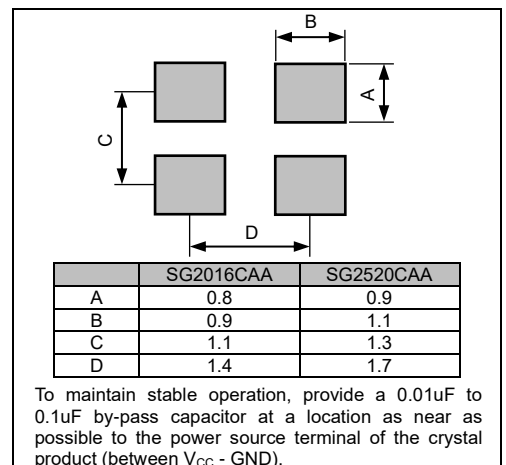 B
A
C
D
SG2016CAA SG2520CAA
A 0.8 0.9
B 0.9 1.1
C 1.1 1.3
D 1.4 1.7
To maintain stable operation, provide a 0.01uF to
0.1uF by-pass capacitor at a location as near as
possible to the power source terminal of the crystal
product (between VCC - GND).